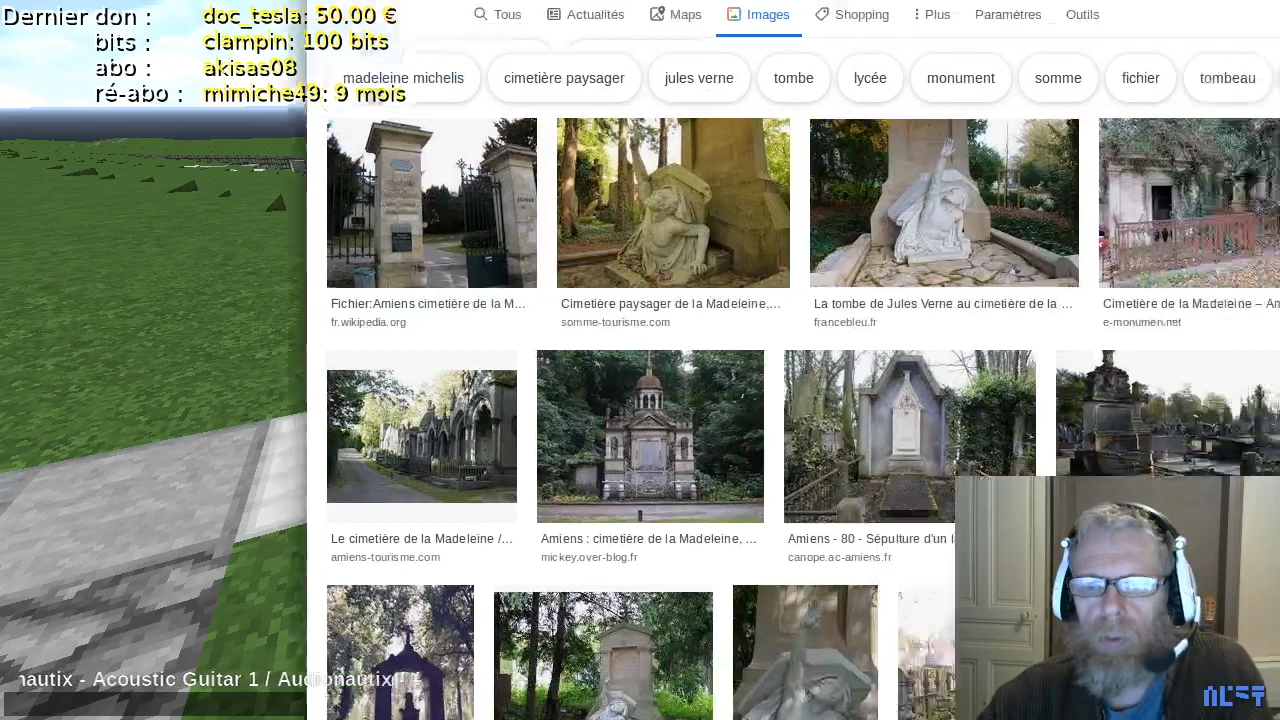 Dernier don : doc_tesla: 50.00 €
bits : clampin: 100 bits
abo : akisas08
ré-abo : mimiche49: 9 mois
Tous Actualités Maps Images Shopping Plus Paramètres Outils
madeleine michelis cimetière paysager jules verne tombe lycée monument somme fichier tombeau
Fichier:Amiens cimetière de la M... Cimetière paysager de la Madeleine,... La tombe de Jules Verne au cimetière de la ... Cimetière de la Madeleine – Am
fr.wikipedia.org somme-tourisme.com francebleu.fr e-monumen.net
Le cimetière de la Madeleine /... Amiens : cimetière de la Madeleine, ... Amiens - 80 - Sépulture d'un
amiens-tourisme.com mickey.over-blog.fr canope.ac-amiens.fr
nautix - Acoustic Guitar 1 / Audionautix - /